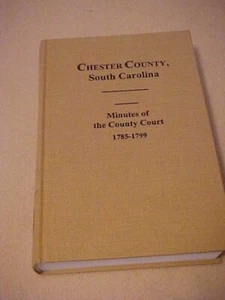 CHESTER COUNTY,
South Carolina
Minutes of
the County Court
1785-1799